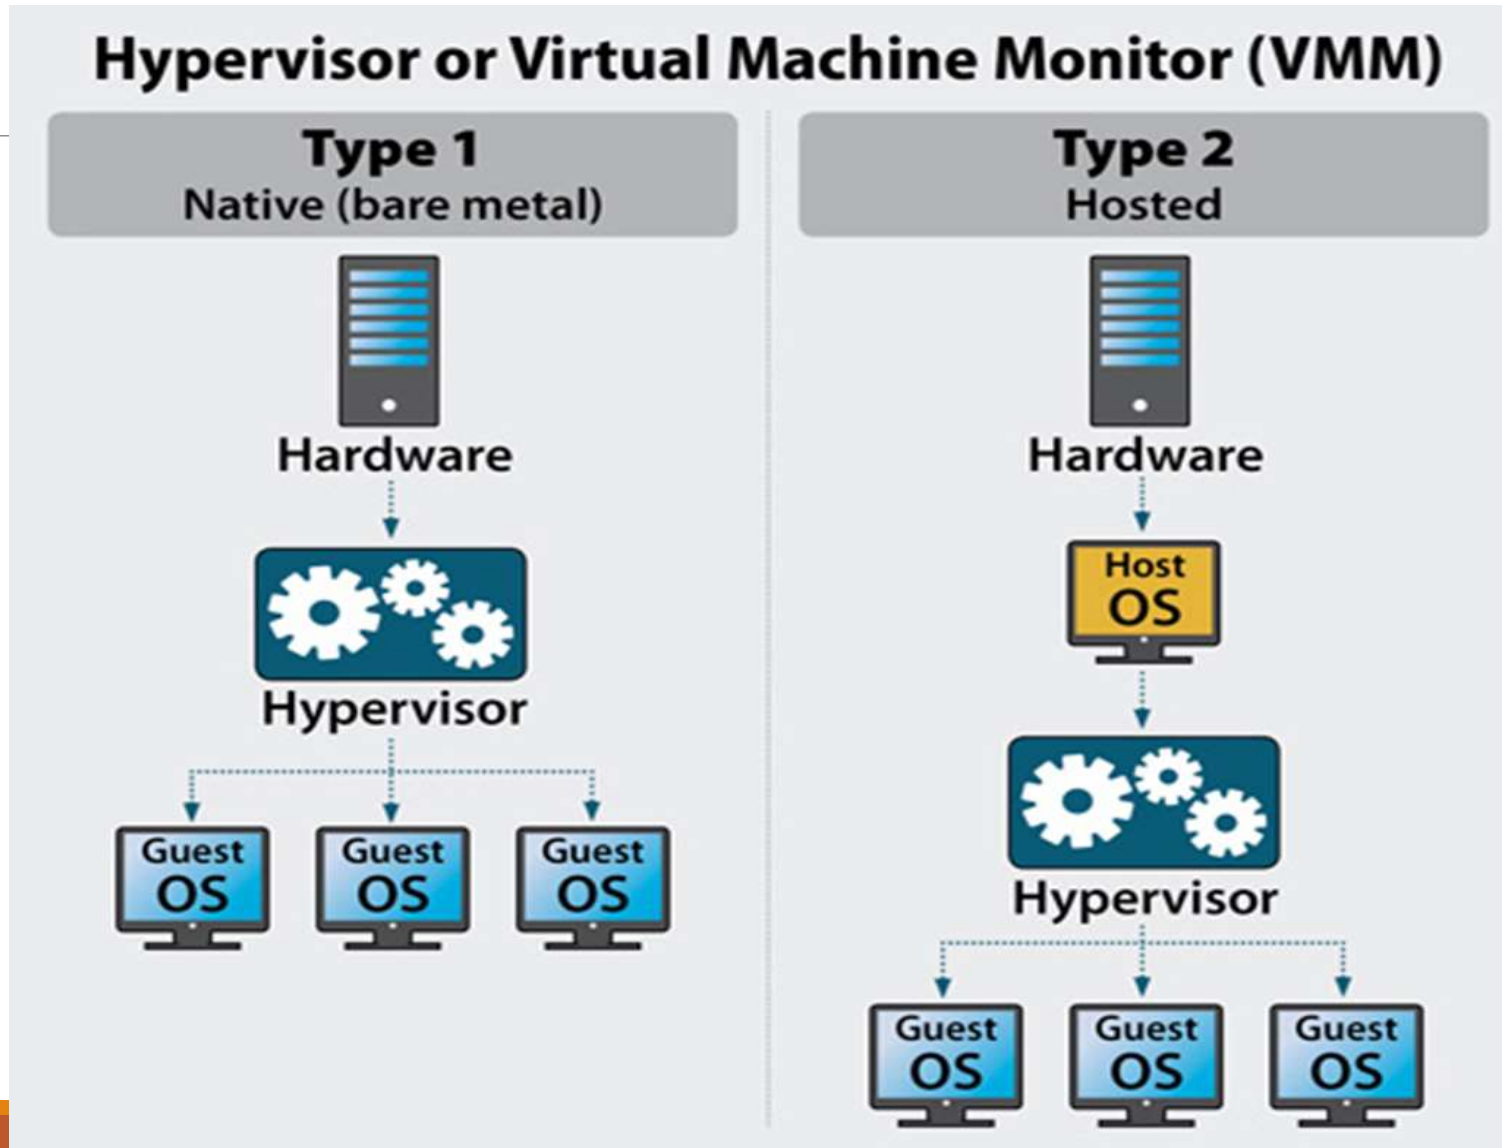 Hypervisor or Virtual Machine Monitor (VMM)
Type 1
Native (bare metal)
Hardware
Hypervisor
Guest
OS
Guest
OS
Guest
OS
Type 2
Hosted
Hardware
Host
OS
Hypervisor
Guest
OS
Guest
OS
Guest
OS